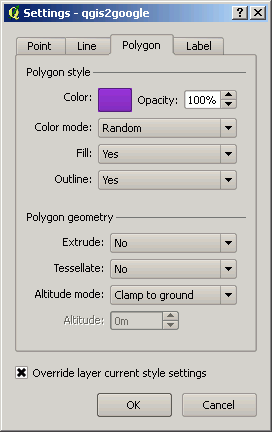 Settings - qgis2google
Point Line Polygon Label
Polygon style
Color: Opacity: 100%
Color mode: Random
Fill: Yes
Outline: Yes
Polygon geometry
Extrude: No
Tessellate: No
Altitude mode: Clamp to ground
Altitude: 0m
Override layer current style settings
OK Cancel